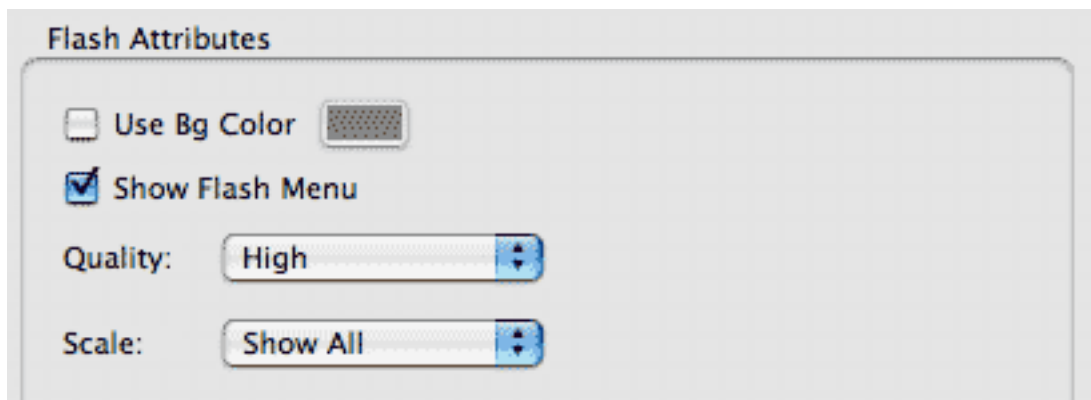 Flash Attributes
Use Bg Color
Show Flash Menu
Quality: High
Scale: Show All